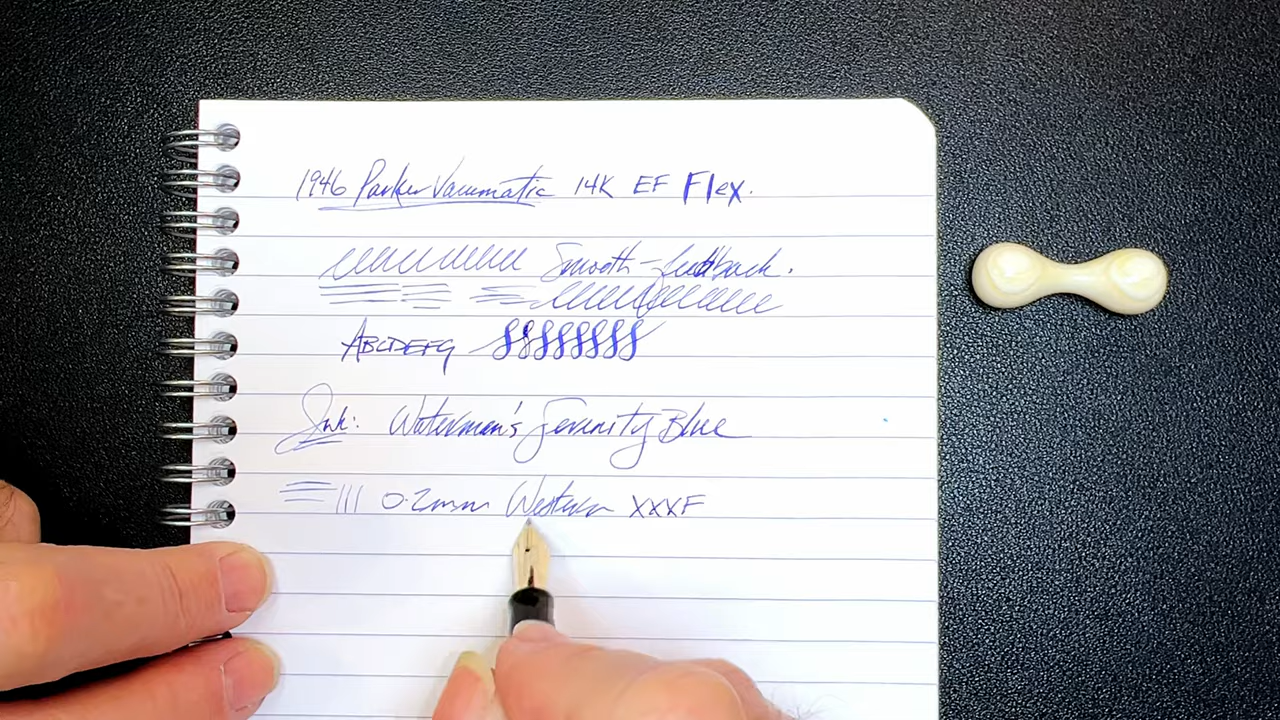 1946 Parker Vacumatic 14K EF Flex.
Smooth - feedback.
ABCDEFG
Ink: Waterman's Serenity Blue
0.2mm Western XXXF